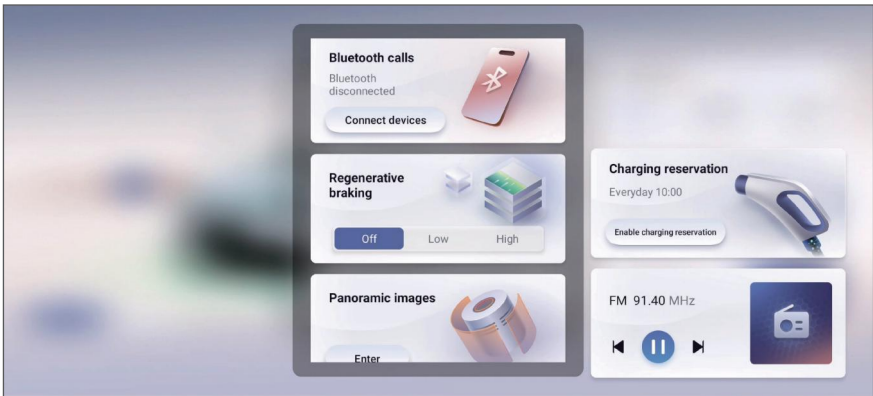 Bluetooth calls
Bluetooth
disconnected
Connect devices
Regenerative
braking
Off Low High
Panoramic images
Enter
Charging reservation
Everyday 10:00
Enable charging reservation
FM 91.40 MHz